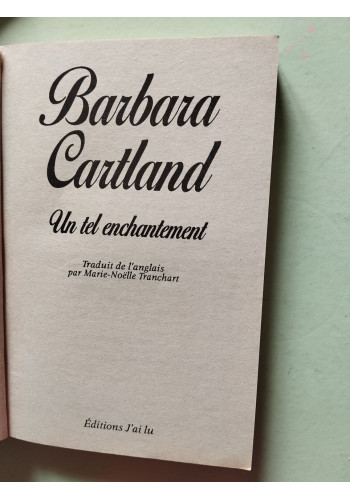 Barbara
Cartland
Un tel enchantement
Traduit de l'anglais
par Marie-Noëlle Tranchart
Éditions J'ai lu